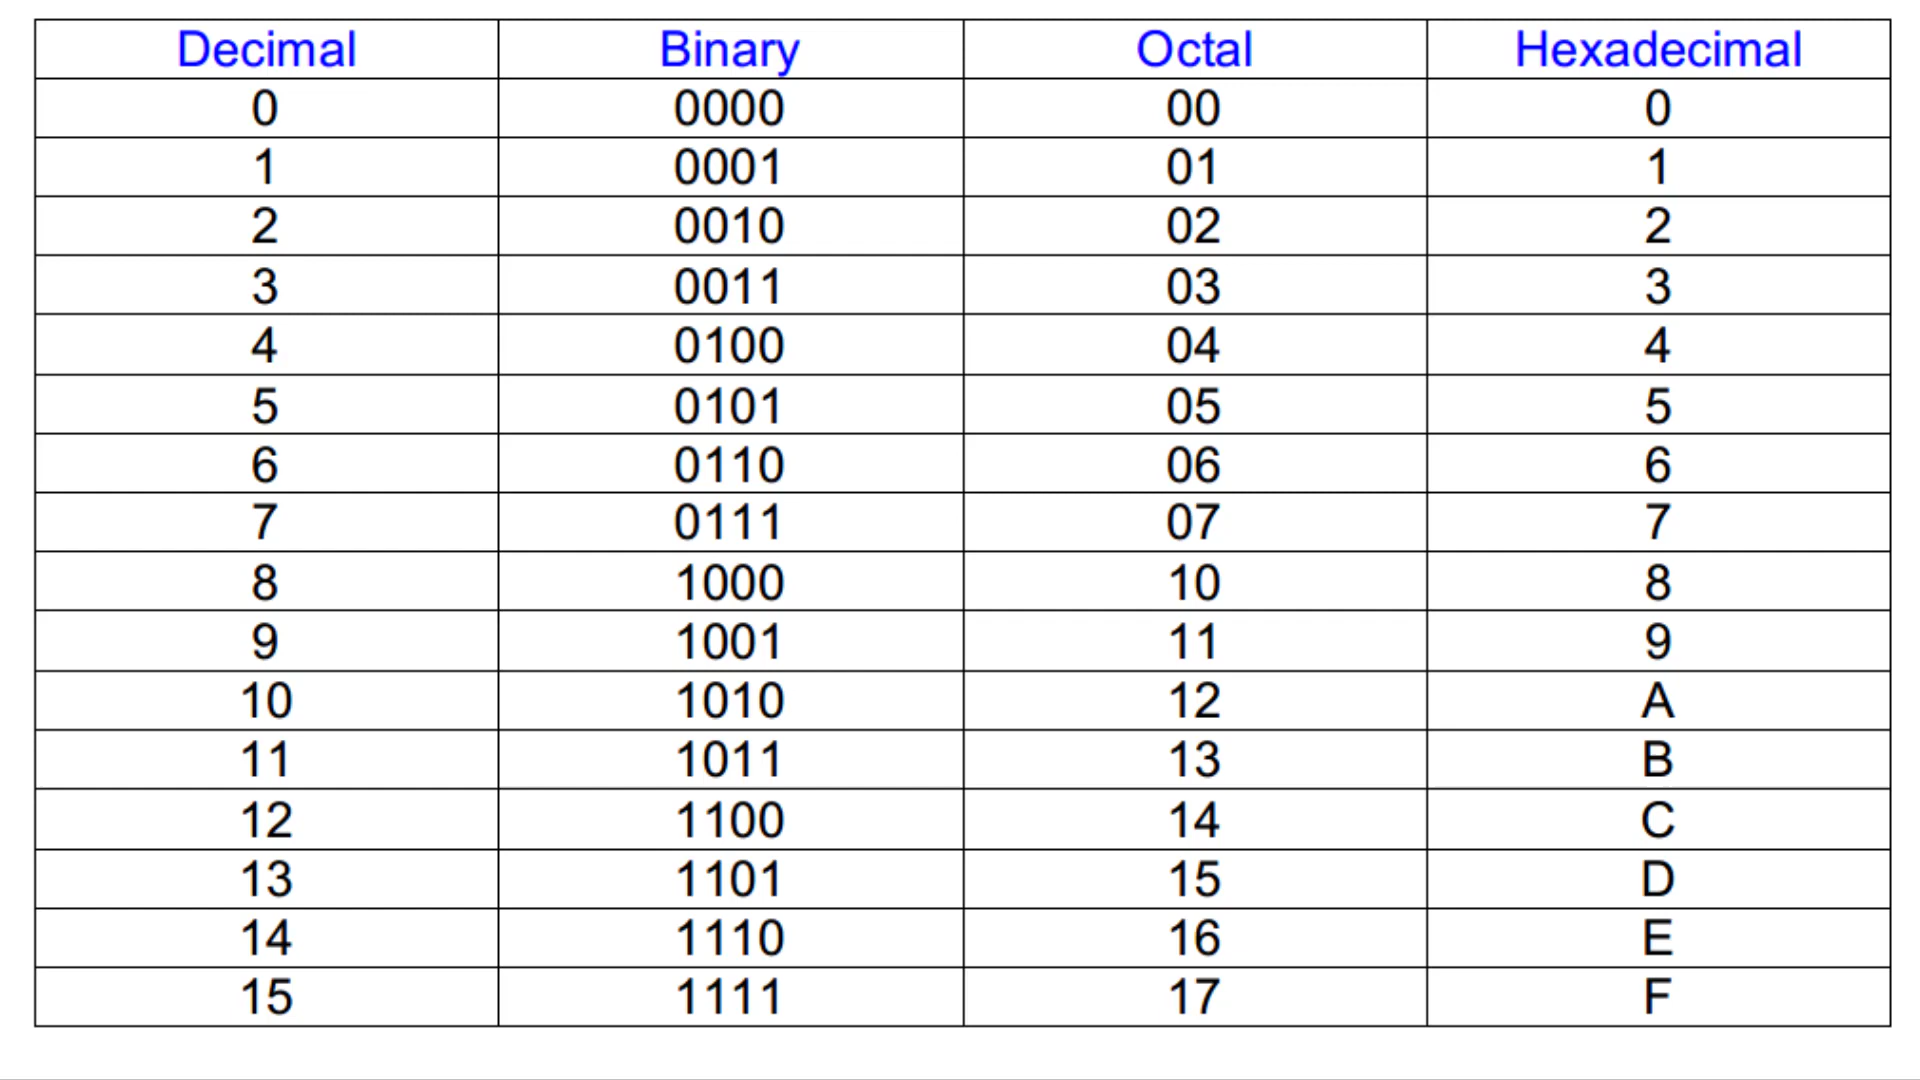 Decimal Binary Octal Hexadecimal
0 0000 00 0
1 0001 01 1
2 0010 02 2
3 0011 03 3
4 0100 04 4
5 0101 05 5
6 0110 06 6
7 0111 07 7
8 1000 10 8
9 1001 11 9
10 1010 12 A
11 1011 13 B
12 1100 14 C
13 1101 15 D
14 1110 16 E
15 1111 17 F